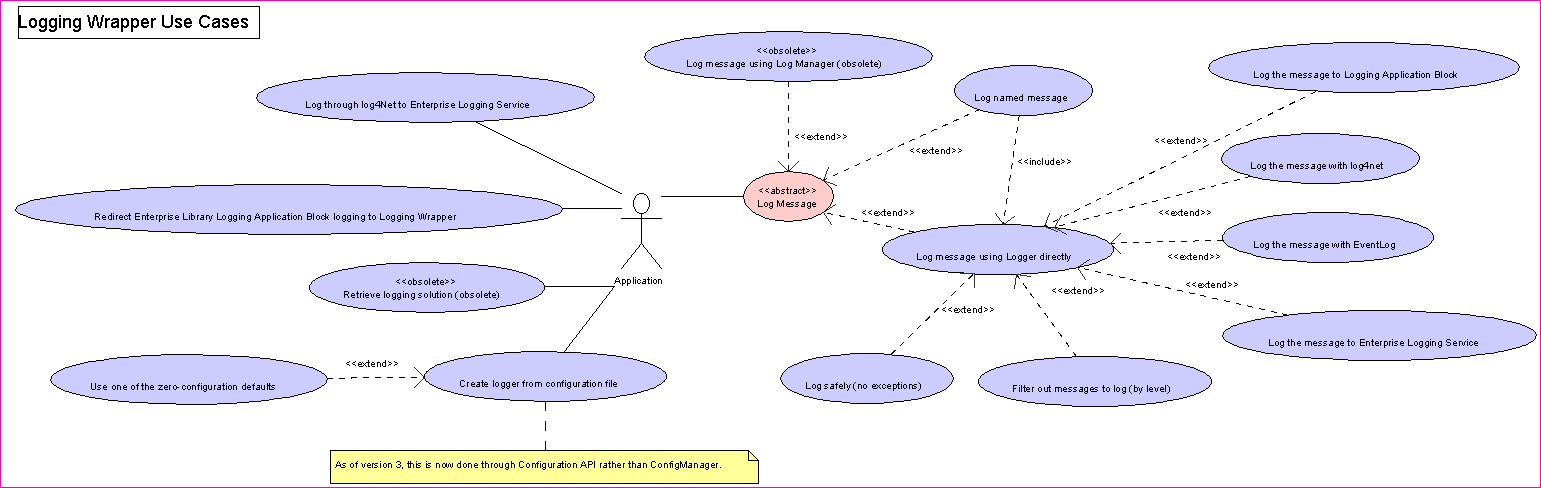 Logging Wrapper Use Cases
<<obsolete>>
Log message using Log Manager (obsolete)
Log the message to Logging Application Block
Log through log4Net to Enterprise Logging Service
Log named message
<<extend>>
<<extend>>
<<extend>>
<<include>>
Log the message with log4net
<<abstract>>
Log Message
Redirect Enterprise Library Logging Application Block logging to Logging Wrapper
<<extend>>
<<extend>>
Log the message with EventLog
Log message using Logger directly
<<extend>>
Application
<<obsolete>>
Retrieve logging solution (obsolete)
<<extend>>
<<extend>>
<<extend>>
Log the message to Enterprise Logging Service
<<extend>>
Use one of the zero-configuration defaults
Create logger from configuration file
Log safely (no exceptions)
Filter out messages to log (by level)
As of version 3, this is now done through Configuration API rather than ConfigManager.